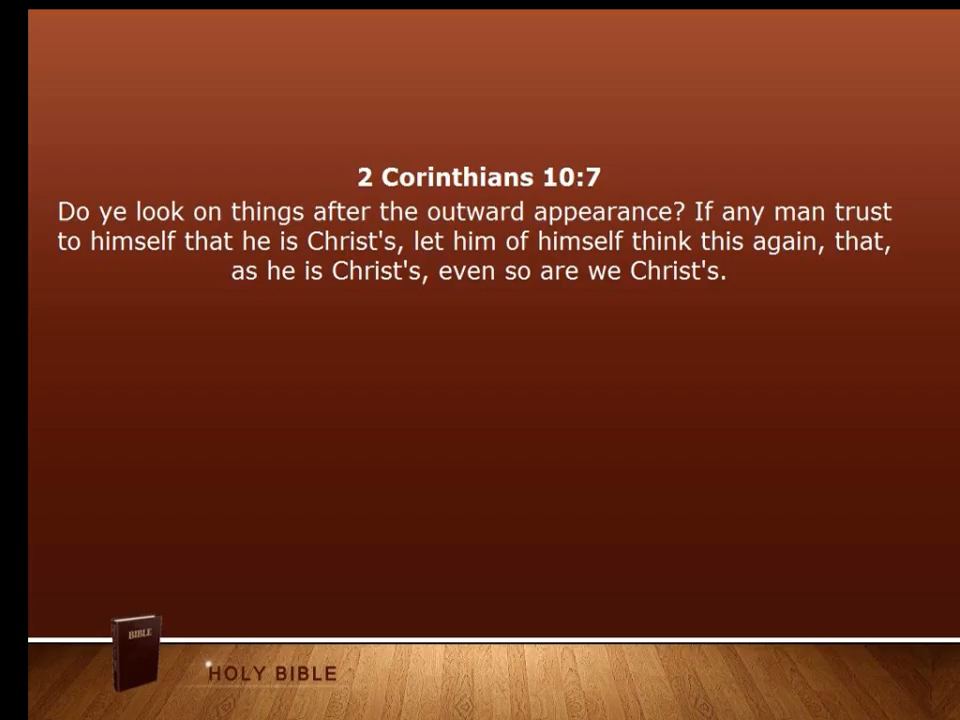 2 Corinthians 10:7
Do ye look on things after the outward appearance? If any man trust
to himself that he is Christ's, let him of himself think this again, that,
as he is Christ's, even so are we Christ's.
BIBLE
HOLY BIBLE